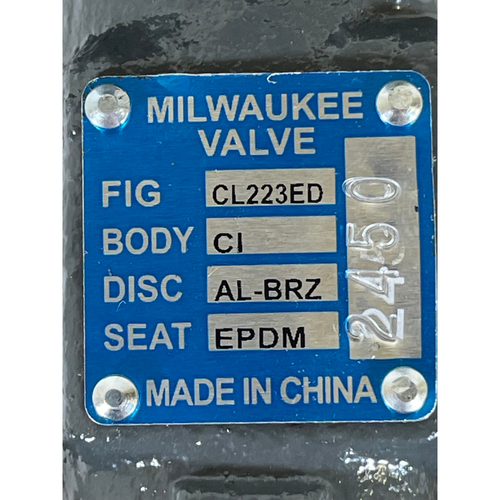 MILWAUKEE
VALVE
FIG CL223ED
BODY CI
DISC AL-BRZ
SEAT EPDM
2450
MADE IN CHINA